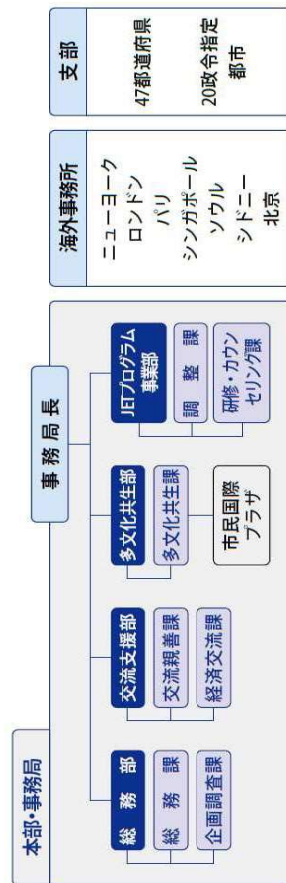 本部・事務局
事務局長
総務部
総務課
企画調査課
交流支援部
交流親善課
経済交流課
多文化共生部
多文化共生課
市民国際
プラザ
JETプログラム
事業部
調整課
研修・カウン
セリング課
海外事務所
ニューヨーク
ロンドン
パリ
シンガポール
ソウル
シドニー
北京
支部
47都道府県
20政令指定
都市